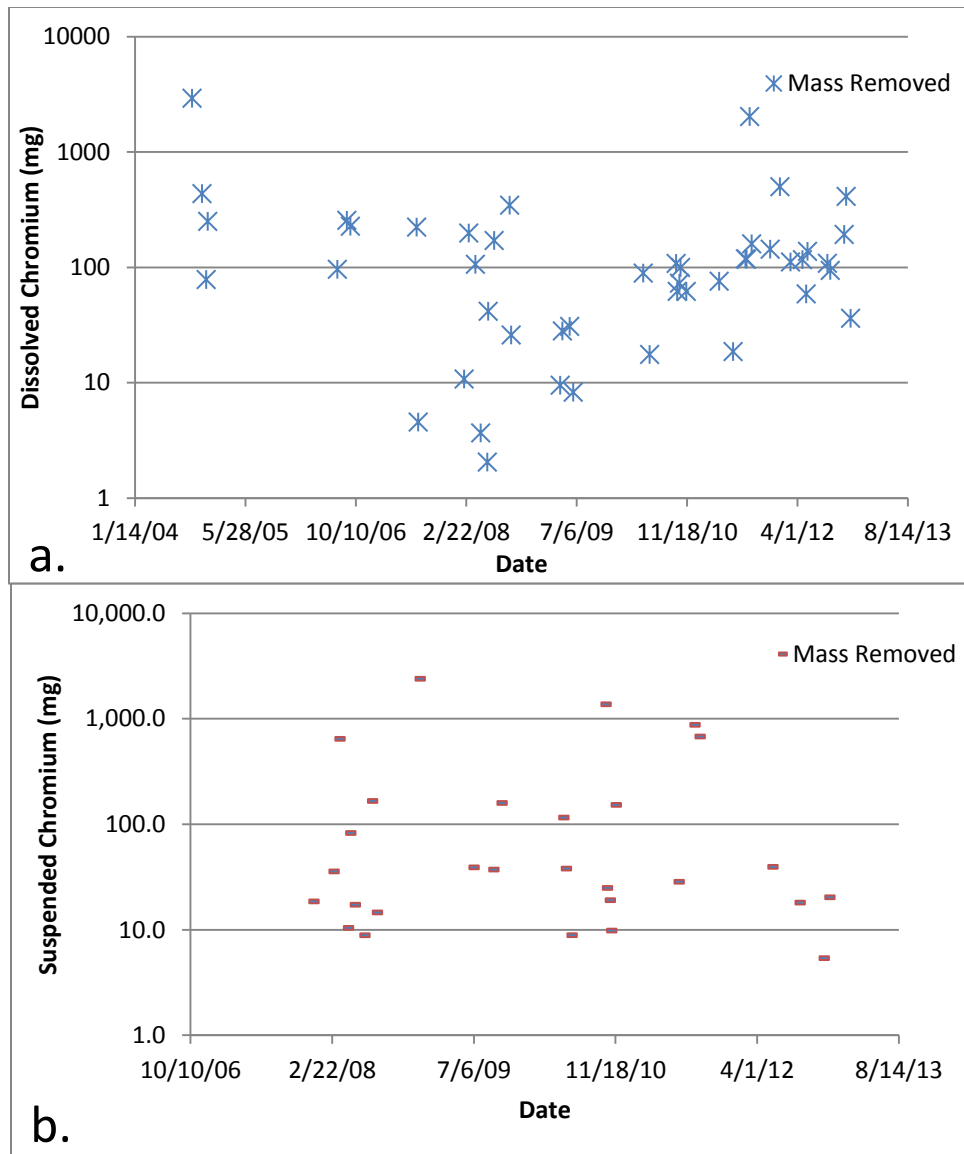 10000
Mass Removed
1000
100
10
1
Dissolved Chromium (mg)
1/14/04 5/28/05 10/10/06 2/22/08 7/6/09 11/18/10 4/1/12 8/14/13
Date
a.
10,000.0
Mass Removed
1,000.0
100.0
10.0
1.0
Suspended Chromium (mg)
10/10/06 2/22/08 7/6/09 11/18/10 4/1/12 8/14/13
Date
b.